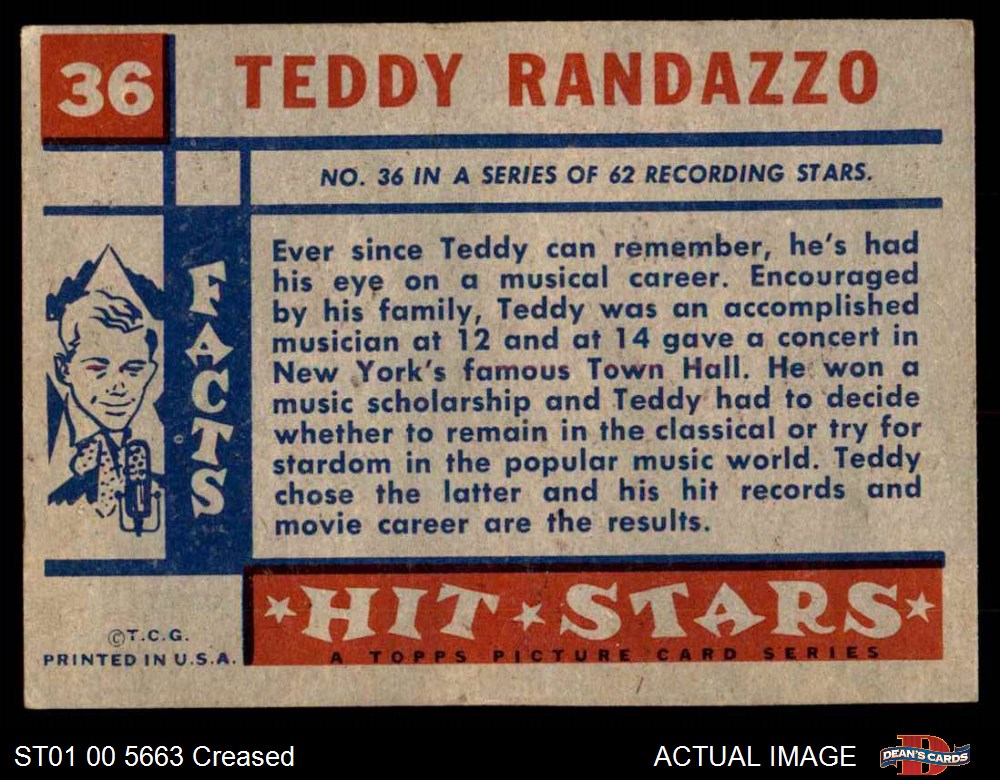 36
TEDDY RANDAZZO
NO. 36 IN A SERIES OF 62 RECORDING STARS.
FACTS
Ever since Teddy can remember, he's had
his eye on a musical career. Encouraged
by his family, Teddy was an accomplished
musician at 12 and at 14 gave a concert in
New York's famous Town Hall. He won a
music scholarship and Teddy had to decide
whether to remain in the classical or try for
stardom in the popular music world. Teddy
chose the latter and his hit records and
movie career are the results.
©T.C.G.
PRINTED IN U.S.A.
HIT STARS
A TOPPS PICTURE CARD SERIES
ST01 00 5663 Creased
ACTUAL IMAGE
D
DEAN'S CARDS